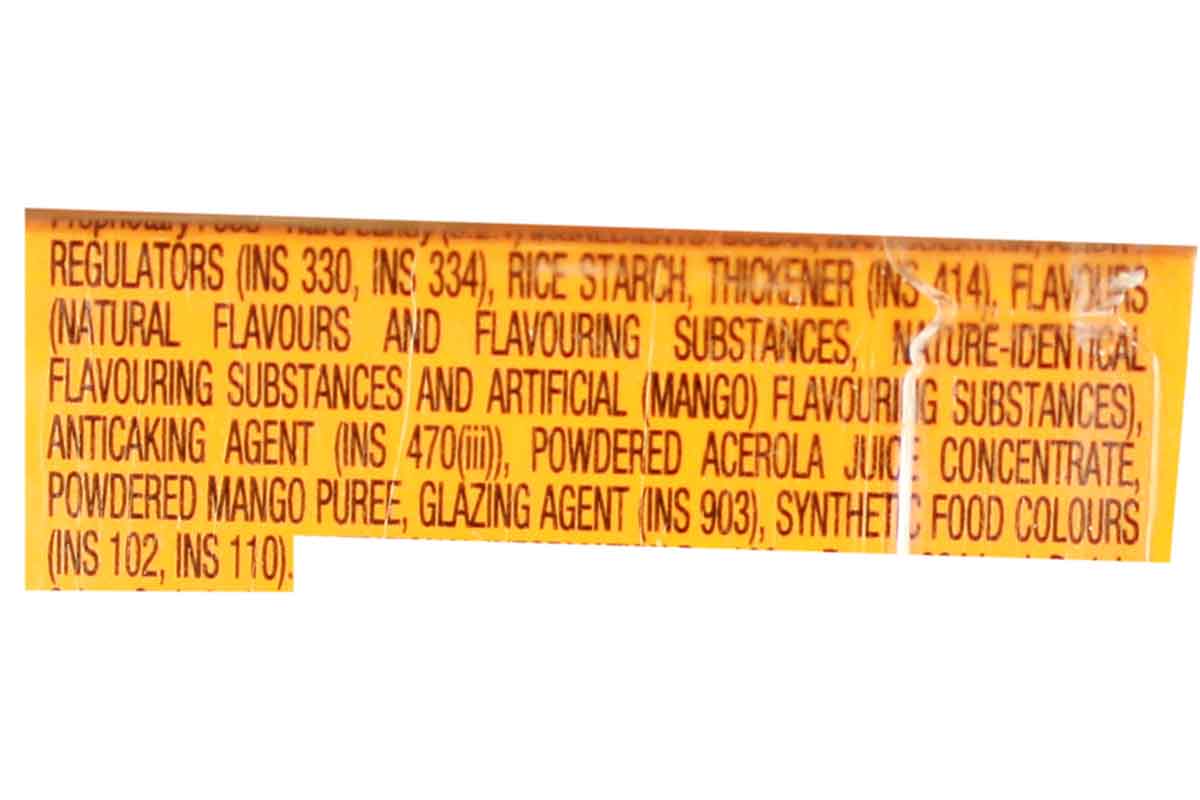 REGULATORS (INS 330, INS 334), RICE STARCH, THICKENER (INS 414), FLAVOURS
(NATURAL FLAVOURS AND FLAVOURING SUBSTANCES, NATURE-IDENTICAL
FLAVOURING SUBSTANCES AND ARTIFICIAL (MANGO) FLAVOURING SUBSTANCES),
ANTICAKING AGENT (INS 470(iii)), POWDERED ACEROLA JUICE CONCENTRATE,
POWDERED MANGO PUREE, GLAZING AGENT (INS 903), SYNTHETIC FOOD COLOURS
(INS 102, INS 110).